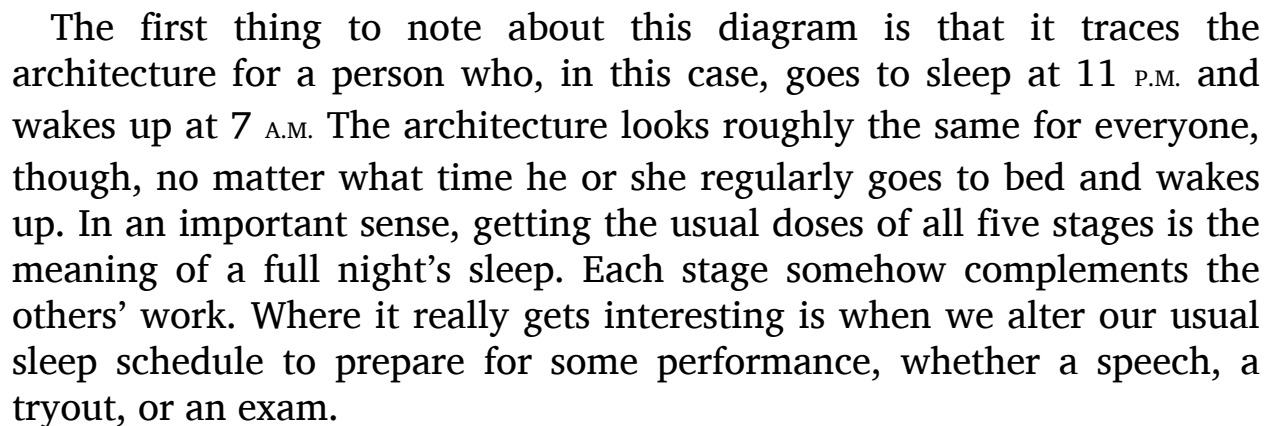 The first thing to note about this diagram is that it traces the
architecture for a person who, in this case, goes to sleep at 11 P.M. and
wakes up at 7 A.M. The architecture looks roughly the same for everyone,
though, no matter what time he or she regularly goes to bed and wakes
up. In an important sense, getting the usual doses of all five stages is the
meaning of a full night’s sleep. Each stage somehow complements the
others’ work. Where it really gets interesting is when we alter our usual
sleep schedule to prepare for some performance, whether a speech, a
tryout, or an exam.